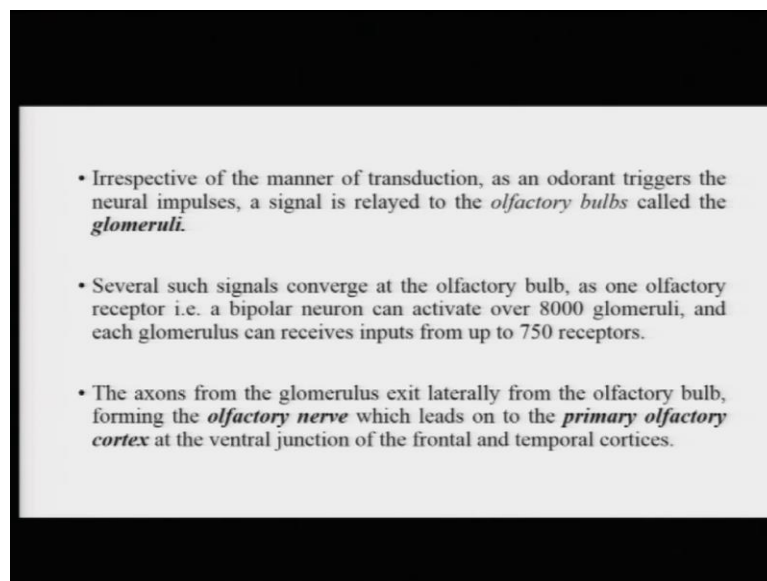 • Irrespective of the manner of transduction, as an odorant triggers the
neural impulses, a signal is relayed to the olfactory bulbs called the
glomeruli.
• Several such signals converge at the olfactory bulb, as one olfactory
receptor i.e. a bipolar neuron can activate over 8000 glomeruli, and
each glomerulus can receives inputs from up to 750 receptors.
• The axons from the glomerulus exit laterally from the olfactory bulb,
forming the olfactory nerve which leads on to the primary olfactory
cortex at the ventral junction of the frontal and temporal cortices.